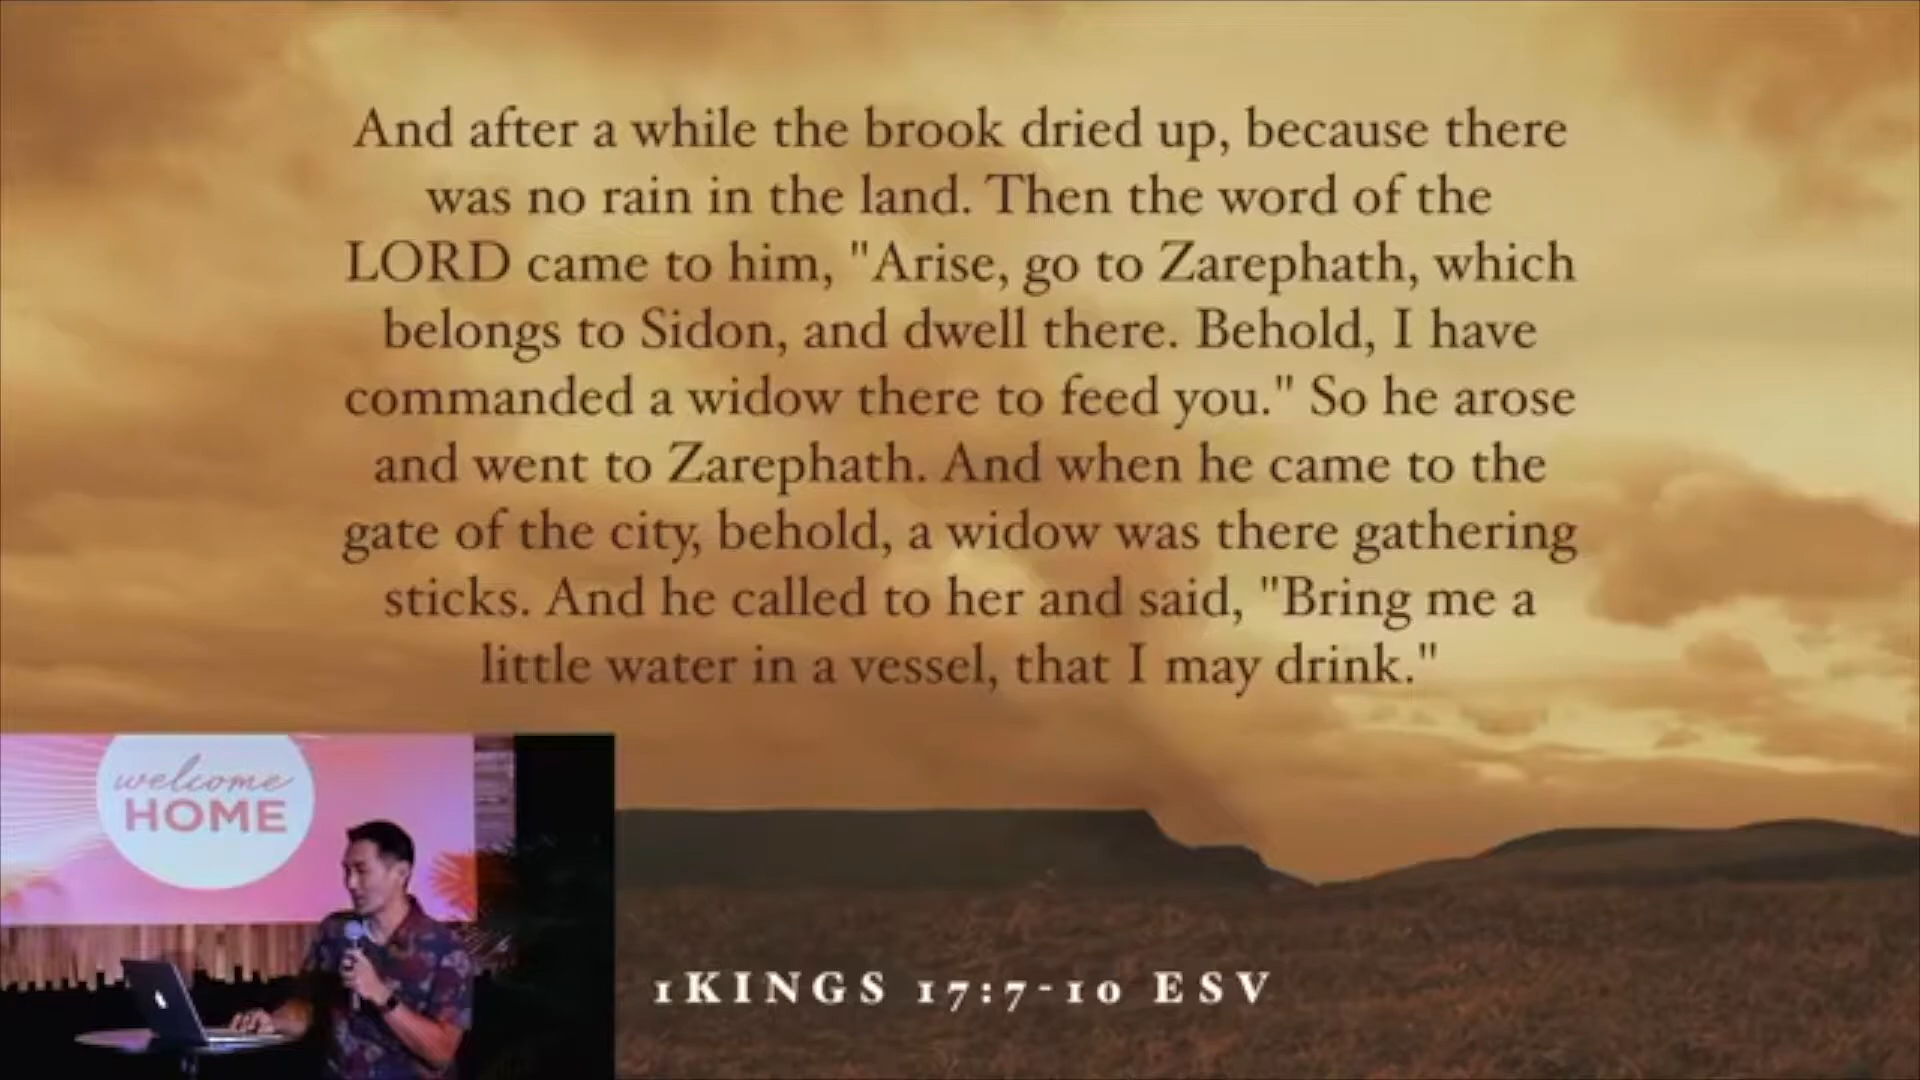 And after a while the brook dried up, because there
was no rain in the land. Then the word of the
LORD came to him, "Arise, go to Zarephath, which
belongs to Sidon, and dwell there. Behold, I have
commanded a widow there to feed you." So he arose
and went to Zarephath. And when he came to the
gate of the city, behold, a widow was there gathering
sticks. And he called to her and said, "Bring me a
little water in a vessel, that I may drink."
welcome
HOME
1KINGS 17:7-10 ESV